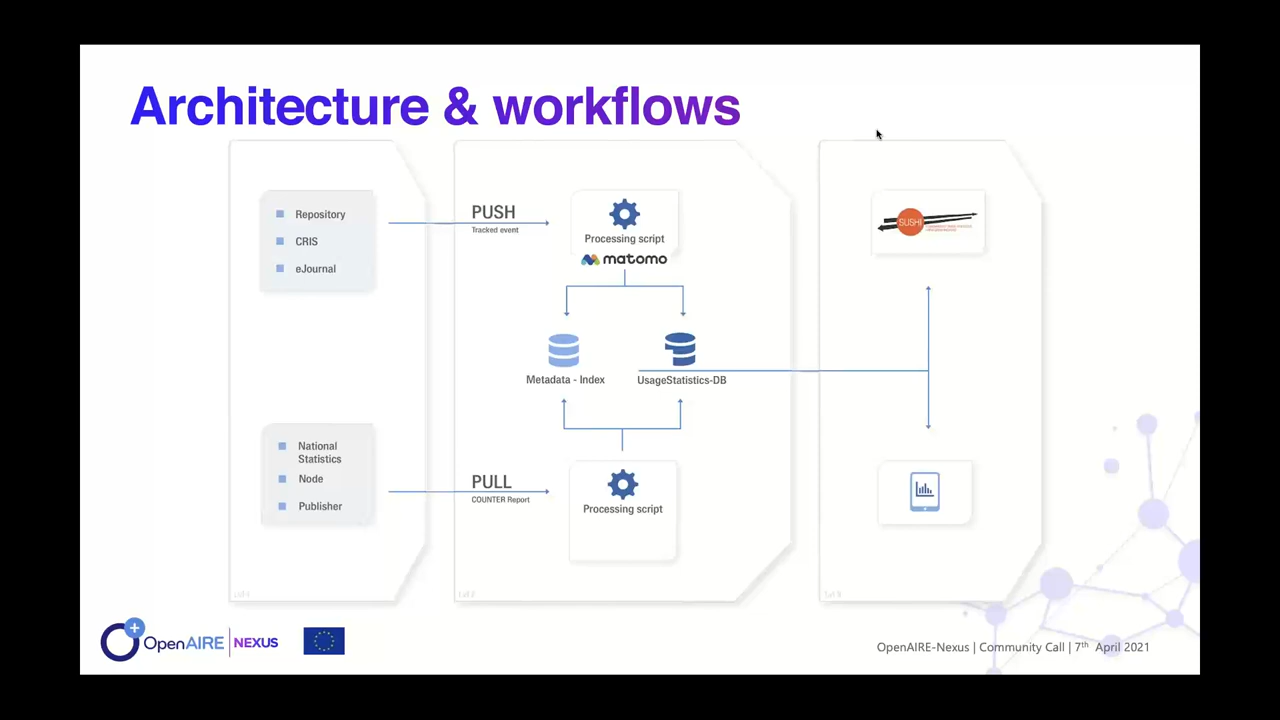 Architecture & workflows
Repository
CRIS
eJournal
PUSH
Tracked event
Processing script
matomo
SUSHI
Metadata - Index
UsageStatistics-DB
National
Statistics
Node
Publisher
PULL
COUNTER Report
Processing script
OpenAIRE | NEXUS
OpenAIRE-Nexus | Community Call | 7th April 2021